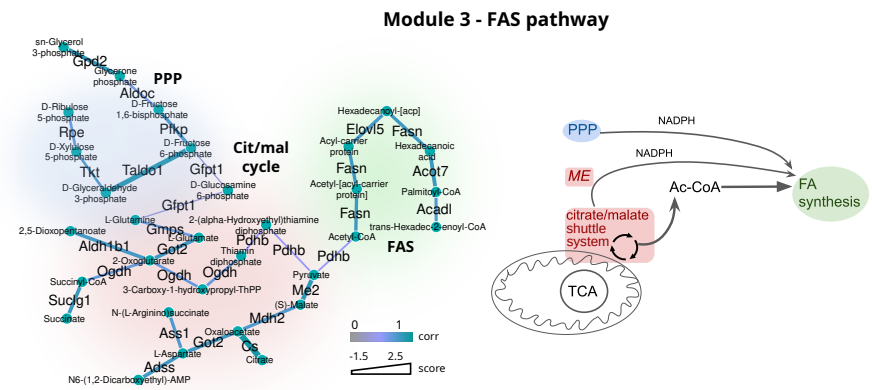 Module 3 - FAS pathway
sn-Glycerol
3-phosphate
Gpd2
Glycerone
phosphate
PPP
Aldoc
D-Fructose
1,6-bisphosphate
D-Ribulose
5-phosphate
Rpe
Pfkp
D-Xylulose
5-phosphate
D-Fructose
6-phosphate
Tkt
Taldo1
Gfpt1
D-Glyceraldehyde
3-phosphate
D-Glucosamine
6-phosphate
Cit/mal
cycle
Gfpt1
L-Glutamine
2-(alpha-Hydroxyethyl)thiamine
diphosphate
Gmps
2,5-Dioxopentanoate
L-Glutamate
Pdhb
Aldh1b1
Got2
Thiamin
diphosphate
Pdhb
Pdhb
2-Oxoglutarate
Ogdh
Ogdh
Ogdh
Pyruvate
Succinyl-CoA
3-Carboxy-1-hydroxypropyl-ThPP
Me2
Suclg1
(S)-Malate
Succinate
N-(L-Arginino)succinate
Mdh2
Ass1
Oxaloacetate
Got2
Cs
L-Aspartate
Citrate
Adss
N6-(1,2-Dicarboxyethyl)-AMP
Hexadecanoyl-[acp]
Elovl5
Fasn
Acyl-carrier
protein
Hexadecanoic
acid
Fasn
Acot7
Acetyl-[acyl-carrier
protein]
Palmitoyl-CoA
Fasn
Acadl
trans-Hexadec-2-enoyl-CoA
Acetyl-CoA
FAS
0 1
corr
-1.5 2.5
score
PPP
NADPH
NADPH
ME
Ac-CoA
FA
synthesis
citrate/malate
shuttle
system
TCA